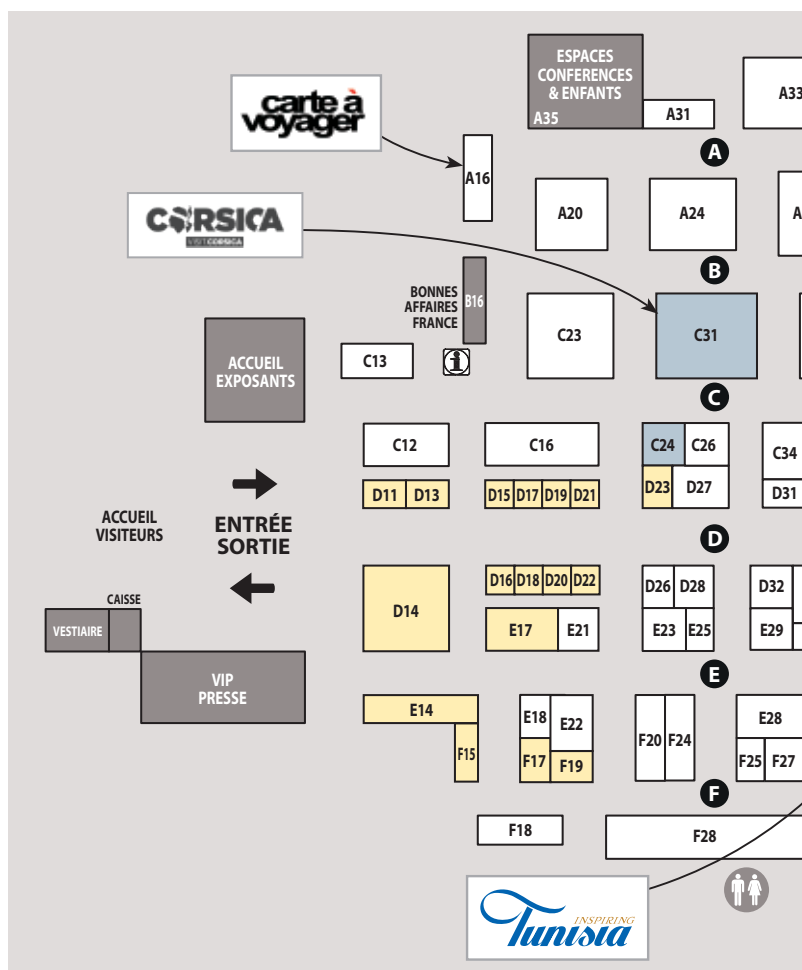 ESPACES
CONFERENCES
& ENFANTS
A35
A31
A33
carte à
voyager
A
A16
CORSICA
VISITCORSICA
A20
A24
A
B
BONNES
AFFAIRES
FRANCE
B16
C23
C31
ACCUEIL
EXPOSANTS
C13
i
C
C12
C16
C24
C26
C34
D11
D13
D15
D17
D19
D21
D23
D27
D31
ACCUEIL
VISITEURS
ENTRÉE
SORTIE
D
D14
D16
D18
D20
D22
D26
D28
D32
CAISSE
VESTIAIRE
E17
E21
E23
E25
E29
VIP
PRESSE
E
E14
E18
E22
F20
F24
E28
F15
F17
F19
F25
F27
F
F18
F28
INSPIRING
Tunisia